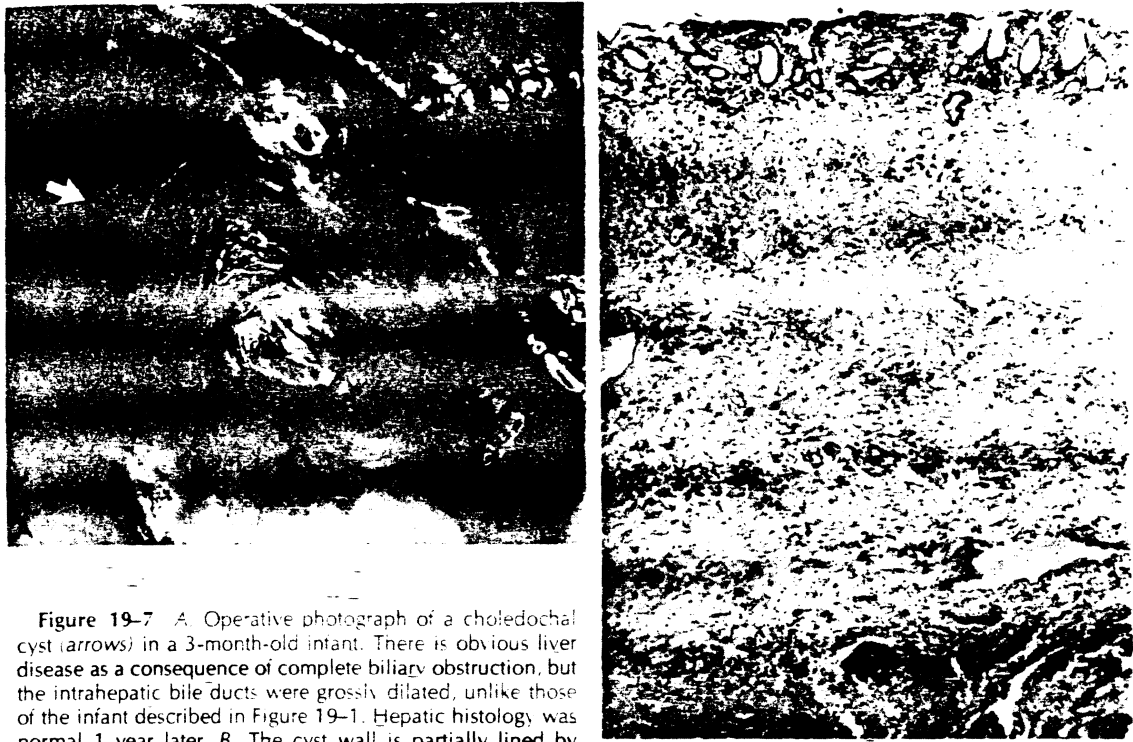 Figure 19–7 A. Operative photograph of a choledochal
cyst (arrows) in a 3-month-old infant. There is obvious liver
disease as a consequence of complete biliary obstruction, but
the intrahepatic bile ducts were grossly dilated, unlike those
of the infant described in Figure 19–1. Hepatic histology was
normal 1 year later. B. The cyst wall is partially lined by